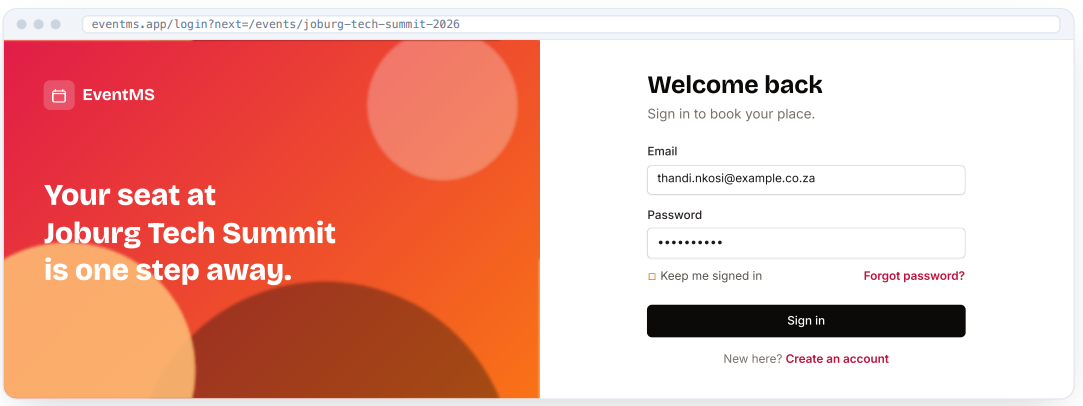 eventms.app/login?next=/events/joburg-tech-summit-2026
EventMS
Your seat at
Joburg Tech Summit
is one step away.
Welcome back
Sign in to book your place.
Email
thandi.nkosi@example.co.za
Password
••••••••••
Keep me signed in
Forgot password?
Sign in
New here? Create an account